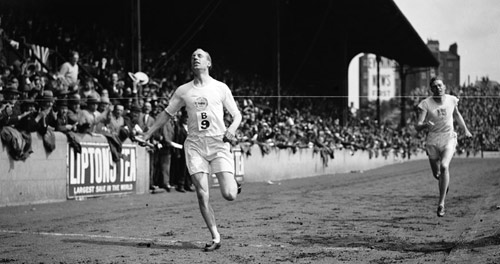 B
9
LIPTONS TEA
LARGEST SALE IN THE WORLD